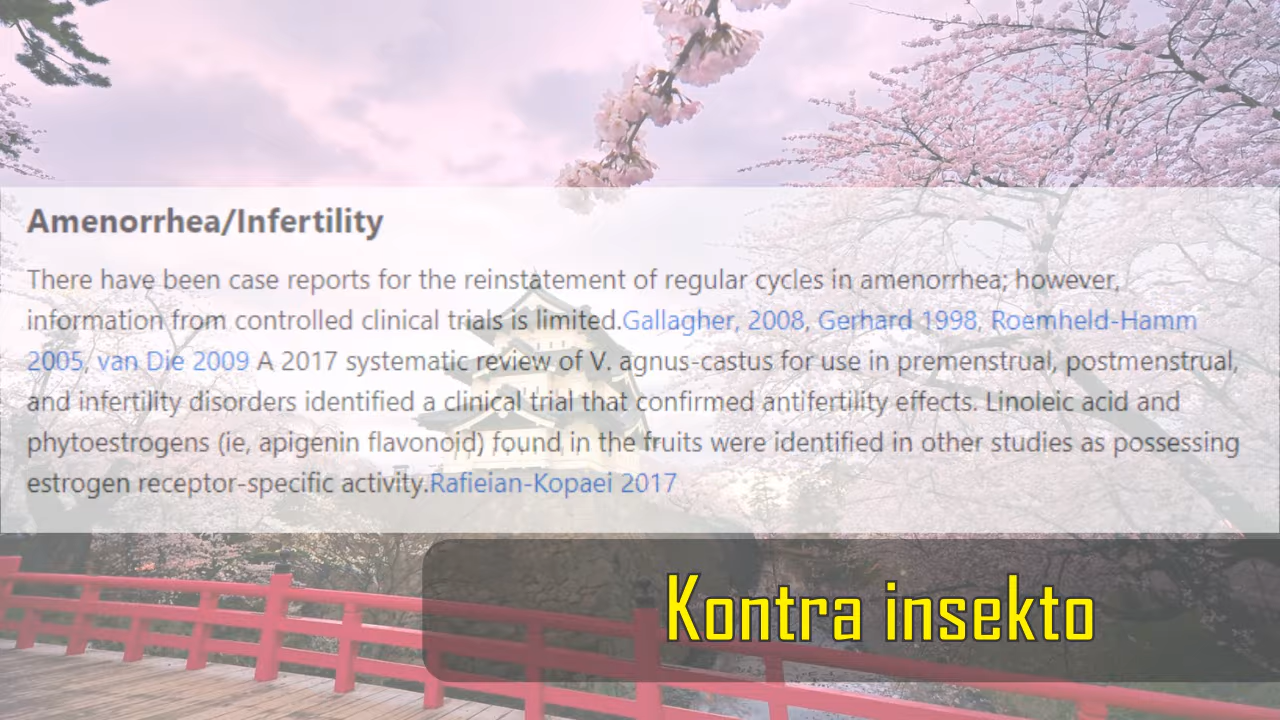 Amenorrhea/Infertility
There have been case reports for the reinstatement of regular cycles in amenorrhea; however,
information from controlled clinical trials is limited.Gallagher, 2008, Gerhard 1998, Roemheld-Hamm
2005, van Die 2009 A 2017 systematic review of V. agnus-castus for use in premenstrual, postmenstrual,
and infertility disorders identified a clinical trial that confirmed antifertility effects. Linoleic acid and
phytoestrogens (ie, apigenin flavonoid) found in the fruits were identified in other studies as possessing
estrogen receptor-specific activity.Rafieian-Kopaei 2017
Kontra insekto